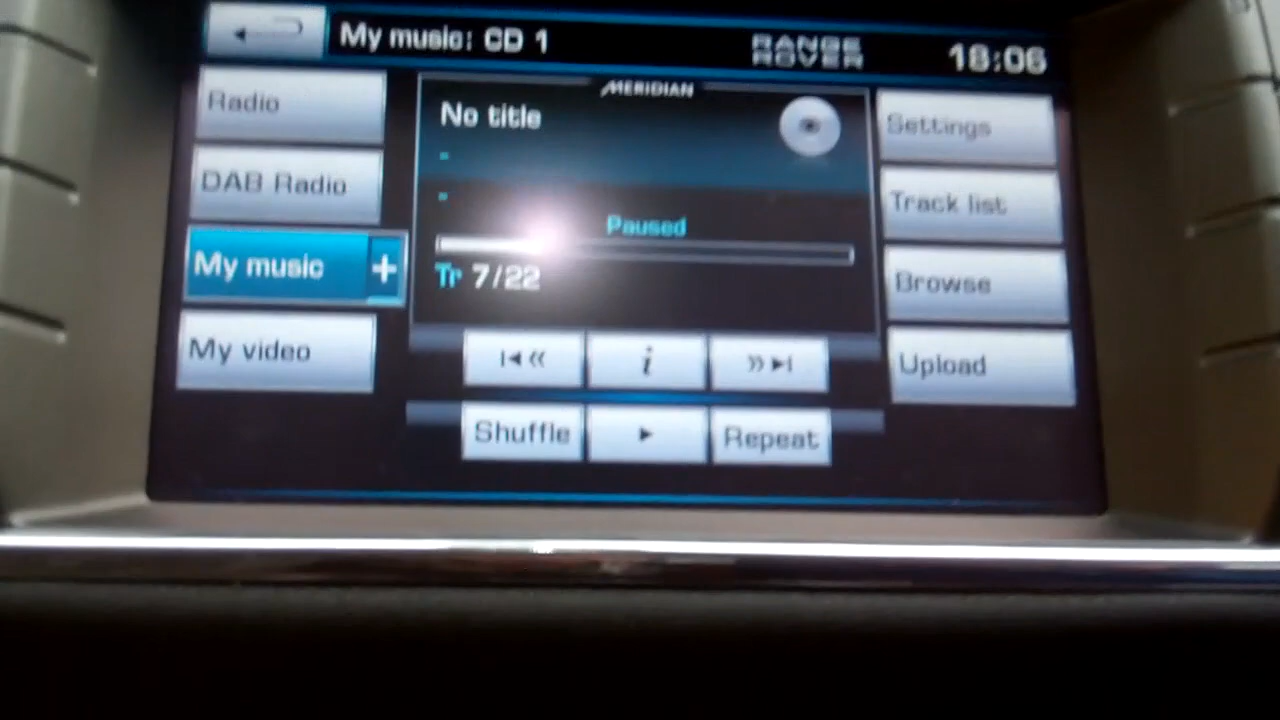 My music: CD 1
RANGE
ROVER
18:06
Radio
DAB Radio
My music +
My video
MERIDIAN
No title
-
-
Paused
Tr 7/22
i
Shuffle
Repeat
Settings
Track list
Browse
Upload